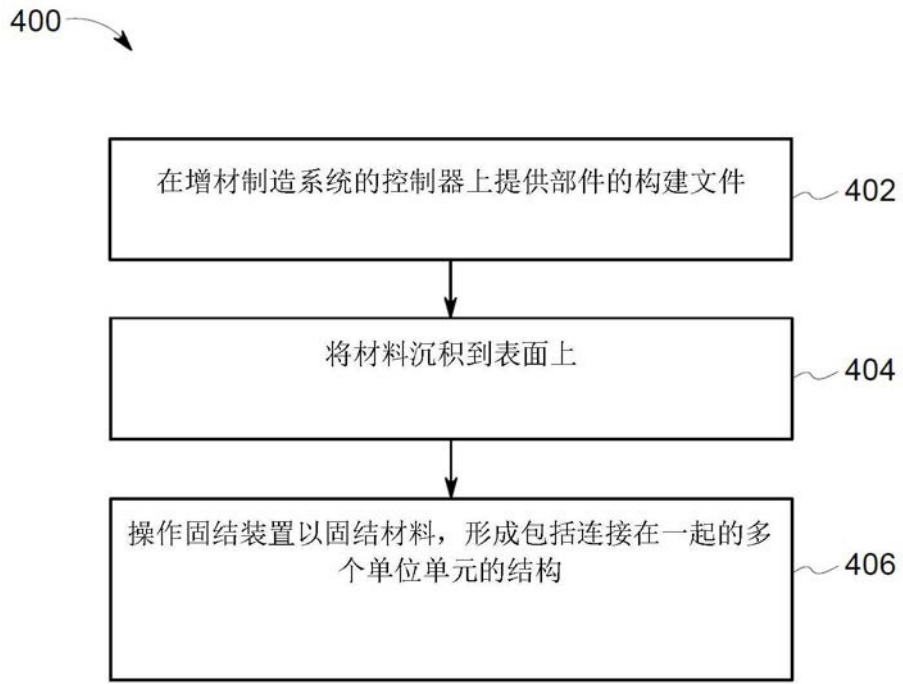 400
在增材制造系统的控制器上提供部件的构建文件
402
将材料沉积到表面上
404
操作固结装置以固结材料，形成包括连接在一起的多
个单位单元的结构
406